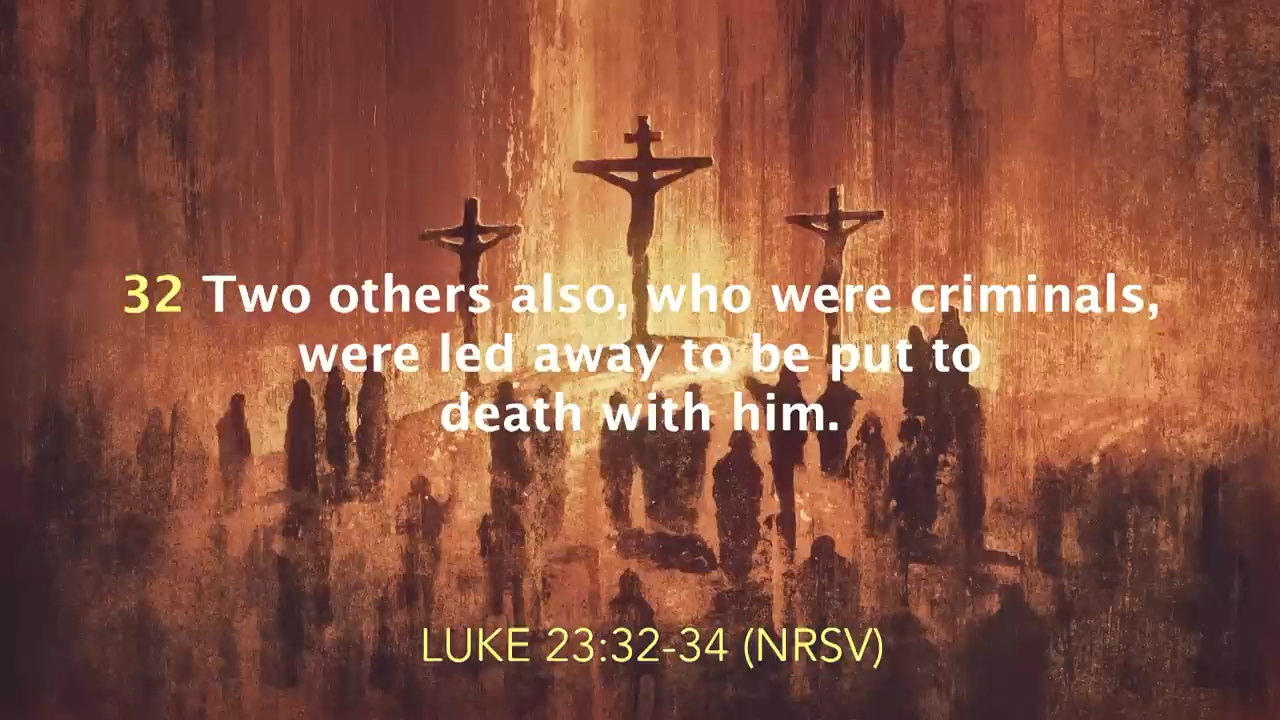 32 Two others also, who were criminals,
were led away to be put to
death with him.
LUKE 23:32-34 (NRSV)